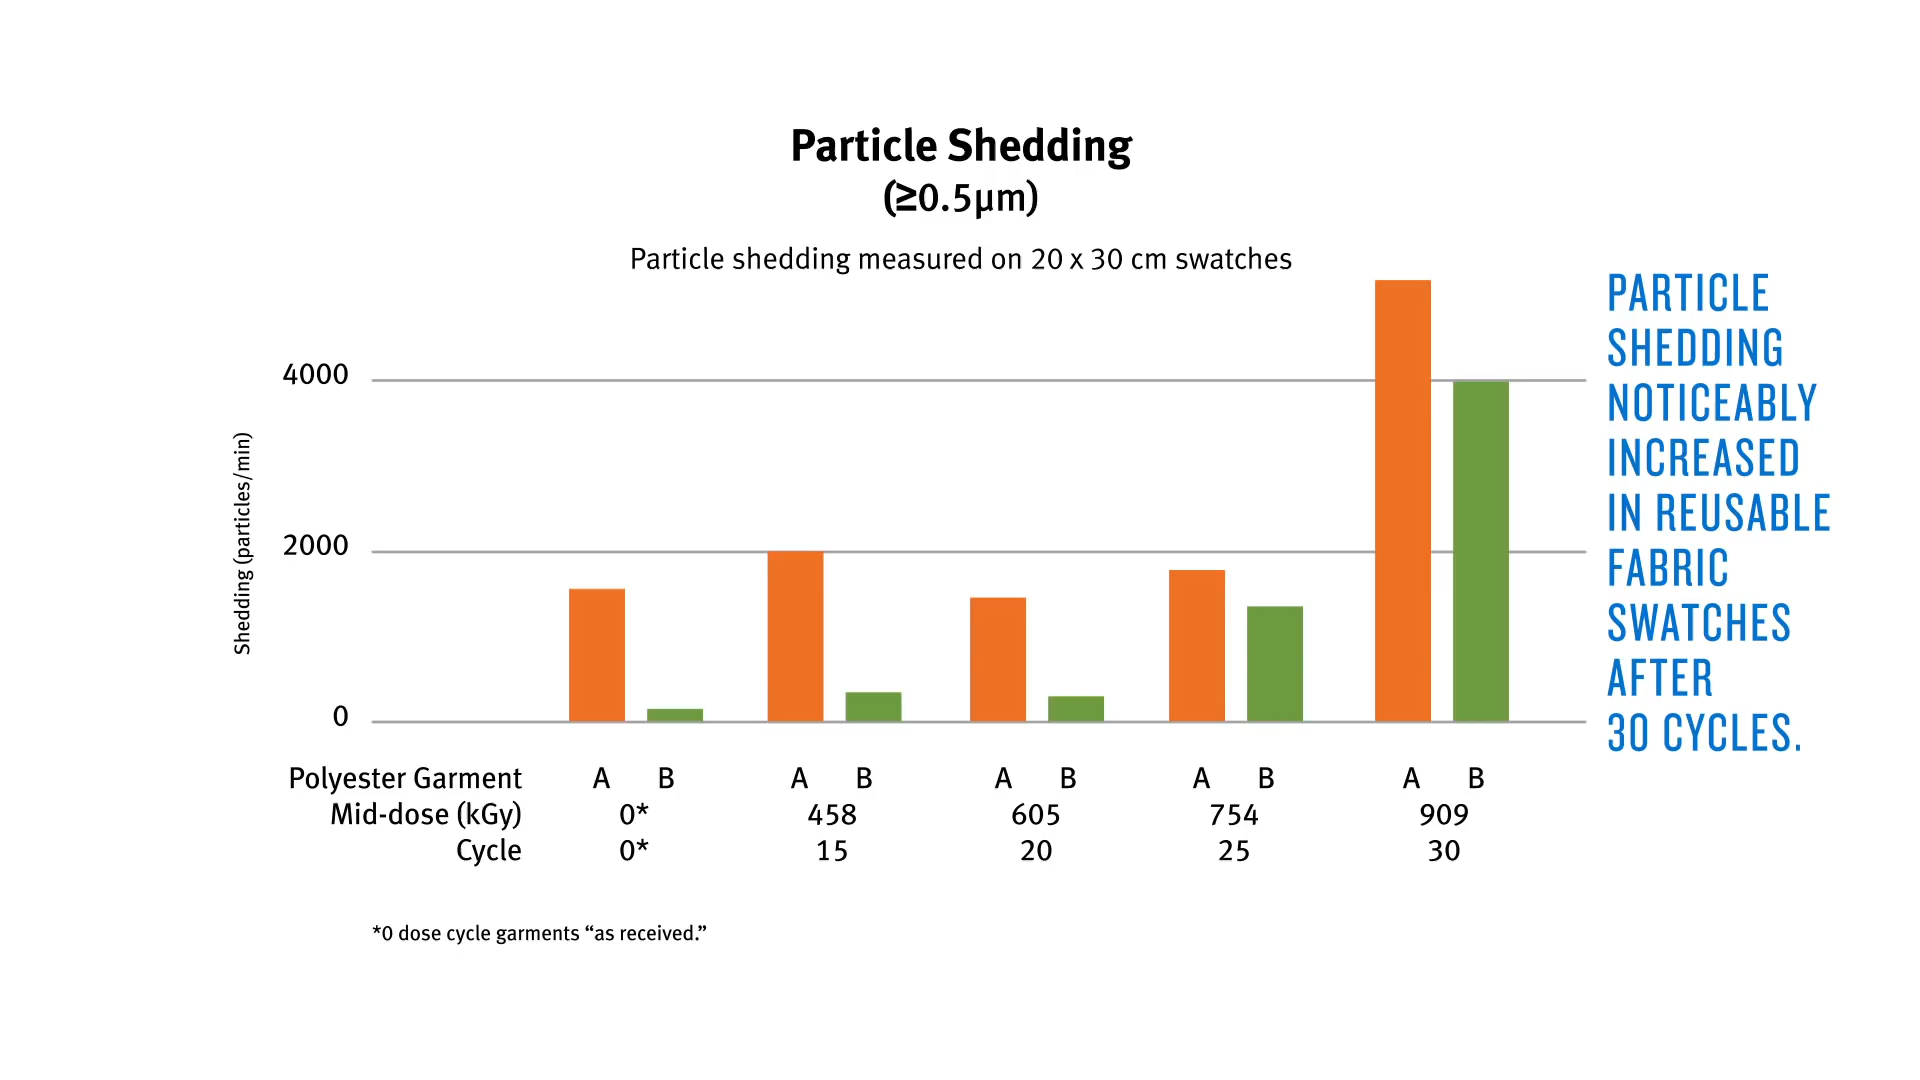 Particle Shedding
(≥0.5µm)
Particle shedding measured on 20 x 30 cm swatches
4000
2000
0
Shedding (particles/min)
Polyester Garment A B A B A B A B A B
Mid-dose (kGy) 0* 458 605 754 909
Cycle 0* 15 20 25 30
*0 dose cycle garments “as received.”
PARTICLE
SHEDDING
NOTICEABLY
INCREASED
IN REUSABLE
FABRIC
SWATCHES
AFTER
30 CYCLES.